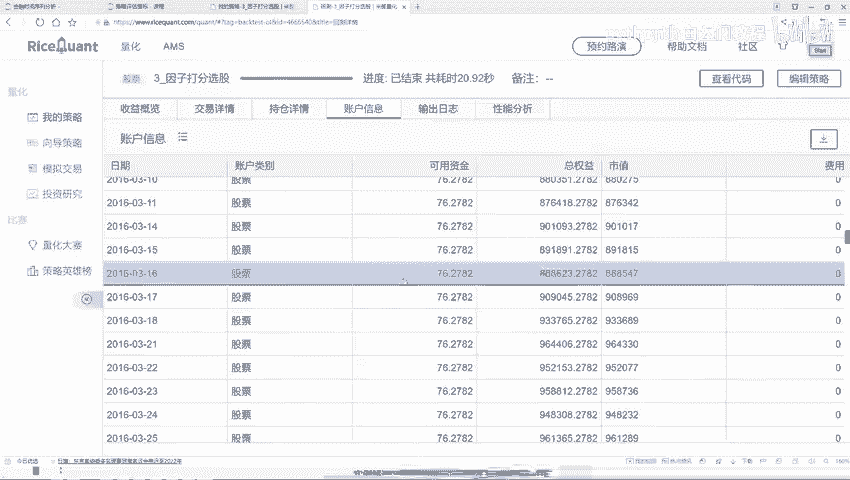 https://www.ricequant.com/quant/
RiceQuant 量化 AMS 预约路演 帮助文档 社区
股票 3_因子打分选股 进度: 已结束 共耗时20.92秒 备注: -- 查看代码 编辑策略
量化
我的策略
向导策略
模拟交易
投资研究
比赛
量化大赛
策略英雄榜
收益概览 交易详情 持仓详情 账户信息 输出日志 性能分析
账户信息
日期 账户类别 可用资金 总权益 市值 费用
2016-03-10 股票 76.2782 880351.2782 880275 0
2016-03-11 股票 76.2782 876418.2782 876342 0
2016-03-14 股票 76.2782 901093.2782 901017 0
2016-03-15 股票 76.2782 891891.2782 891815 0
2016-03-16 股票 76.2782 888623.2782 888547 0
2016-03-17 股票 76.2782 909045.2782 908969 0
2016-03-18 股票 76.2782 933765.2782 933689 0
2016-03-21 股票 76.2782 964406.2782 964330 0
2016-03-22 股票 76.2782 952153.2782 952077 0
2016-03-23 股票 76.2782 958812.2782 958736 0
2016-03-24 股票 76.2782 948308.2782 948232 0
2016-03-25 股票 76.2782 961365.2782 961289 0